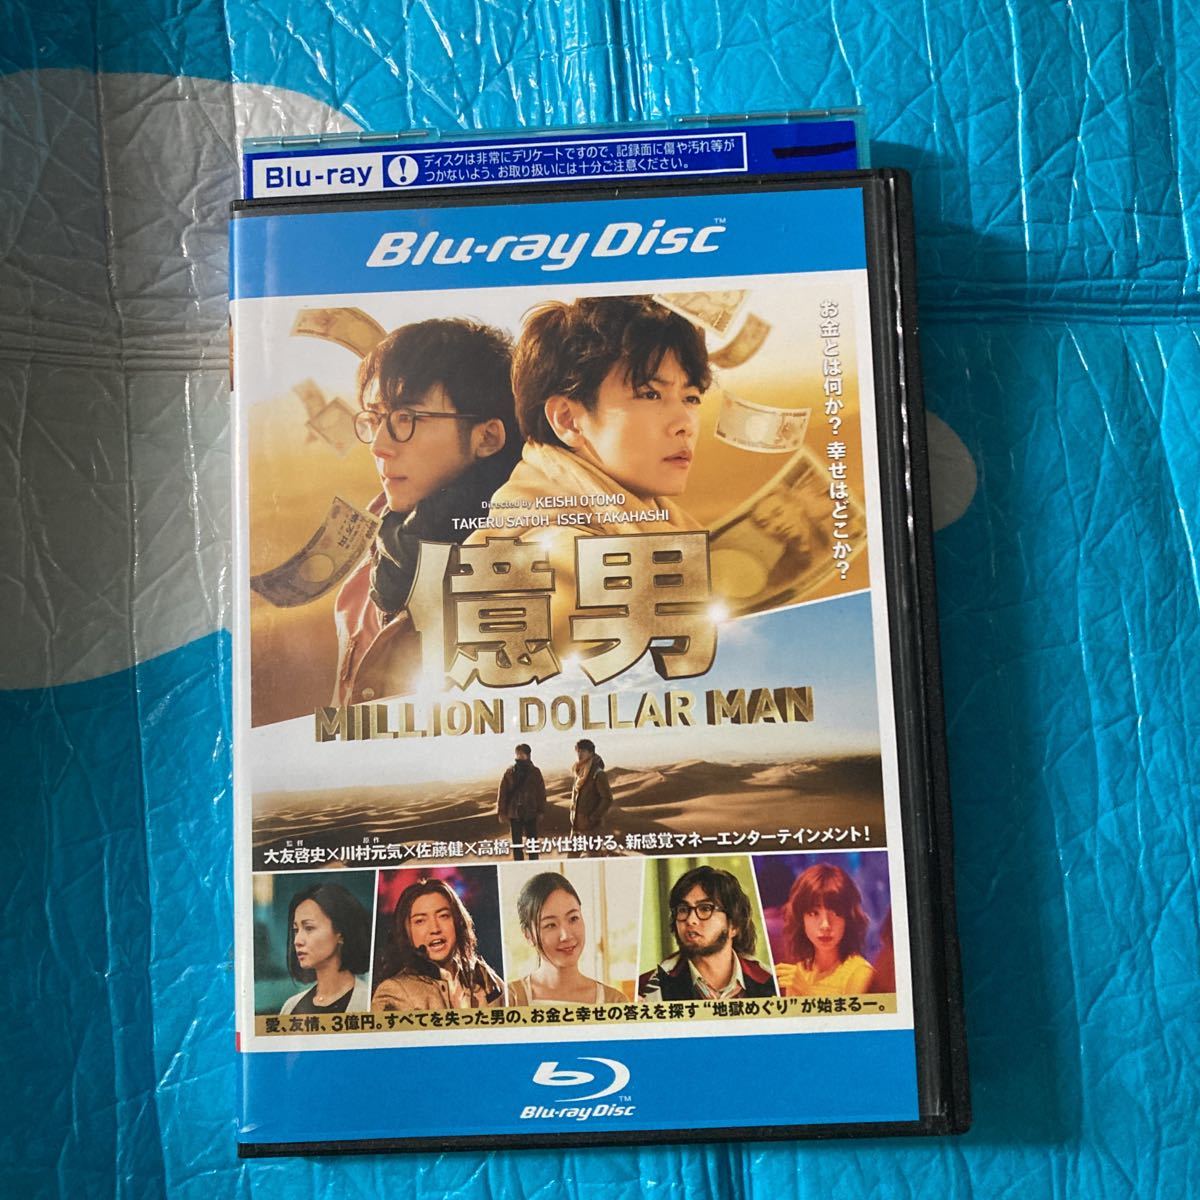 Blu-ray
ディスクは非常にデリケートですので、記録面に傷や汚れ等が
つかないよう、お取り扱いには十分ご注意ください。
Blu-ray Disc™
お金とは何か? 幸せはどこか?
Directed by KEISHI OTOMO
TAKERU SATOH ISSEY TAKAHASHI
億男
MILLION DOLLAR MAN
監督 原作
大友啓史×川村元気×佐藤健×高橋一生が仕掛ける、新感覚マネーエンターテインメント!
愛、友情、3億円。すべてを失った男の、お金と幸せの答えを探す“地獄めぐり”が始まるー。
Blu-ray Disc™